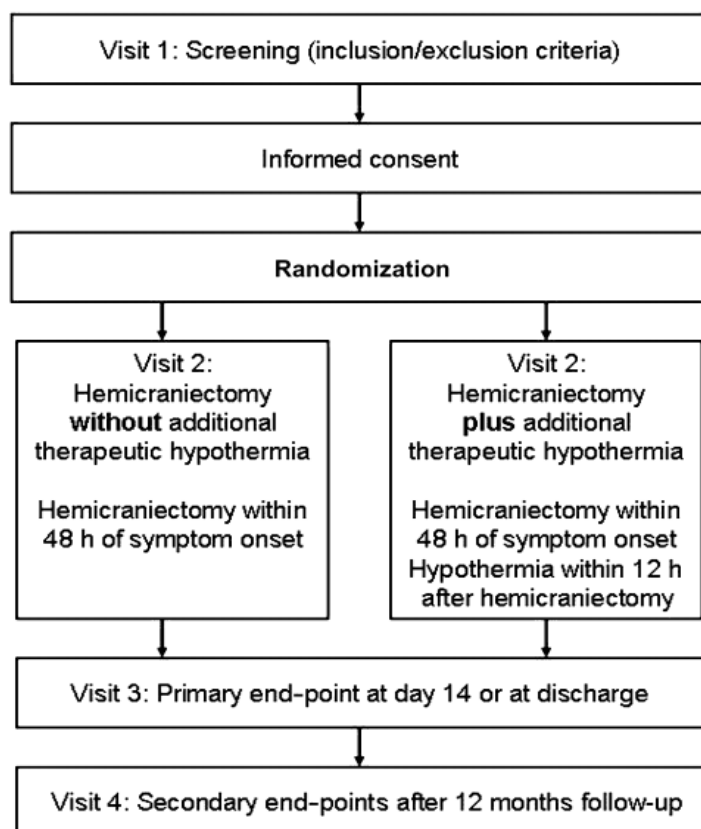 Visit 1: Screening (inclusion/exclusion criteria)
Informed consent
Randomization
Visit 2:
Hemicraniectomy
without additional
therapeutic hypothermia
Hemicraniectomy within
48 h of symptom onset
Visit 2:
Hemicraniectomy
plus additional
therapeutic hypothermia
Hemicraniectomy within
48 h of symptom onset
Hypothermia within 12 h
after hemicraniectomy
Visit 3: Primary end-point at day 14 or at discharge
Visit 4: Secondary end-points after 12 months follow-up